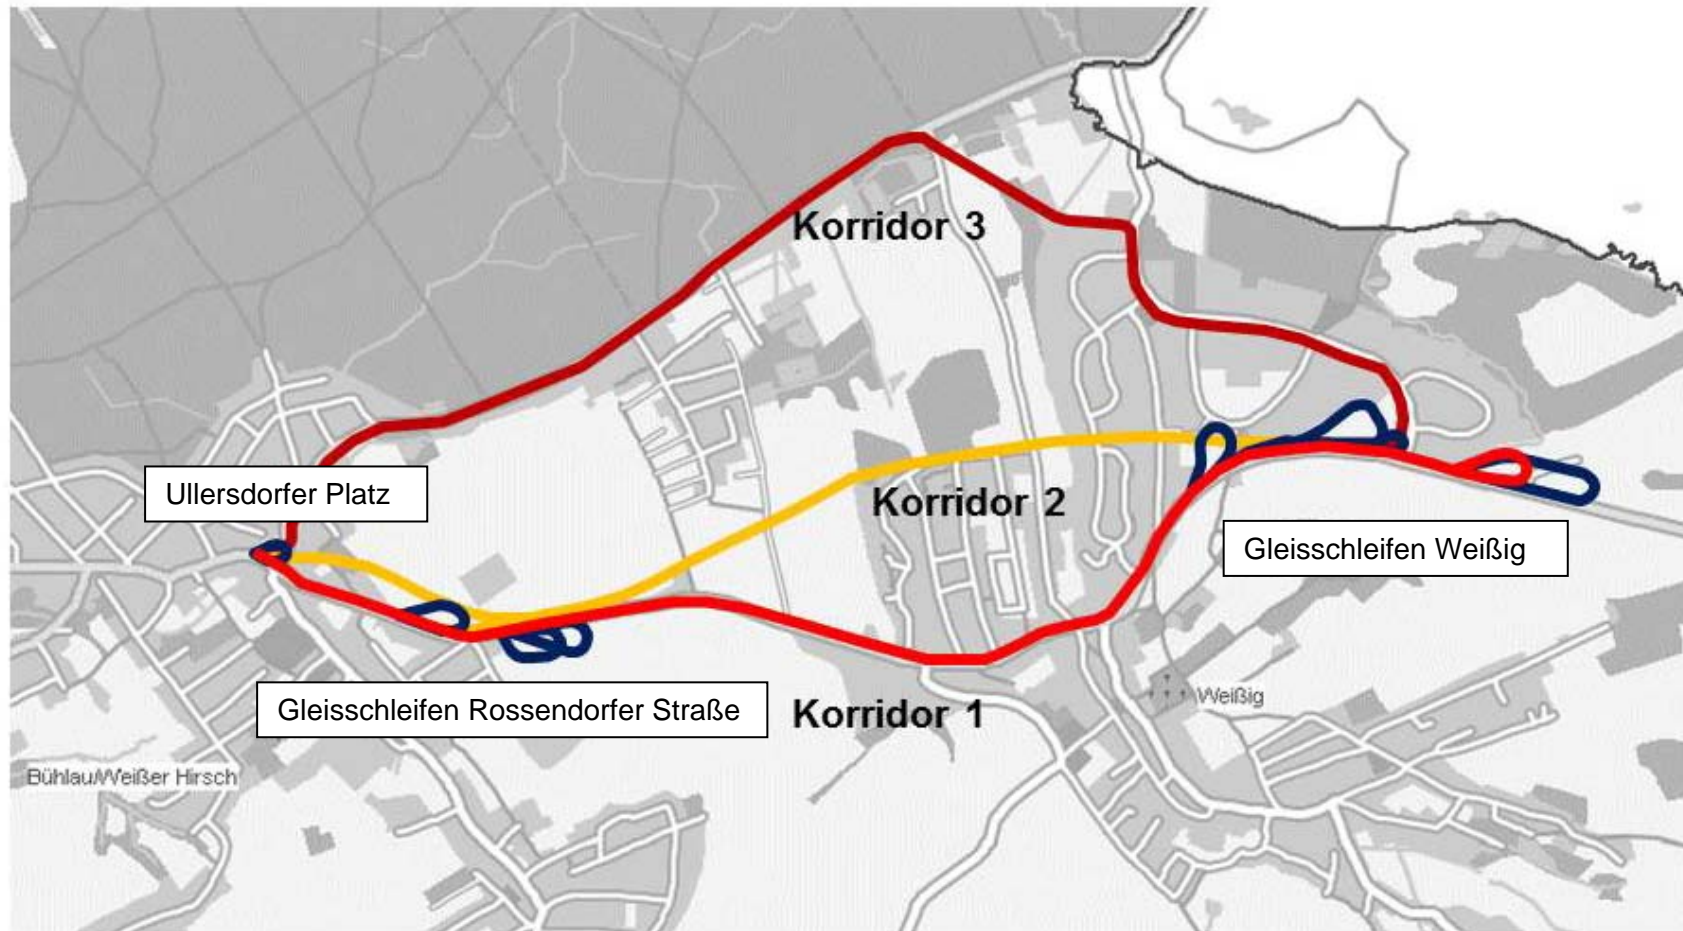 Korridor 3
Ullersdorfer Platz
Korridor 2
Gleisschleifen Weißig
Gleisschleifen Rossendorfer Straße
Korridor 1
Weißig
Bühlau/Weißer Hirsch